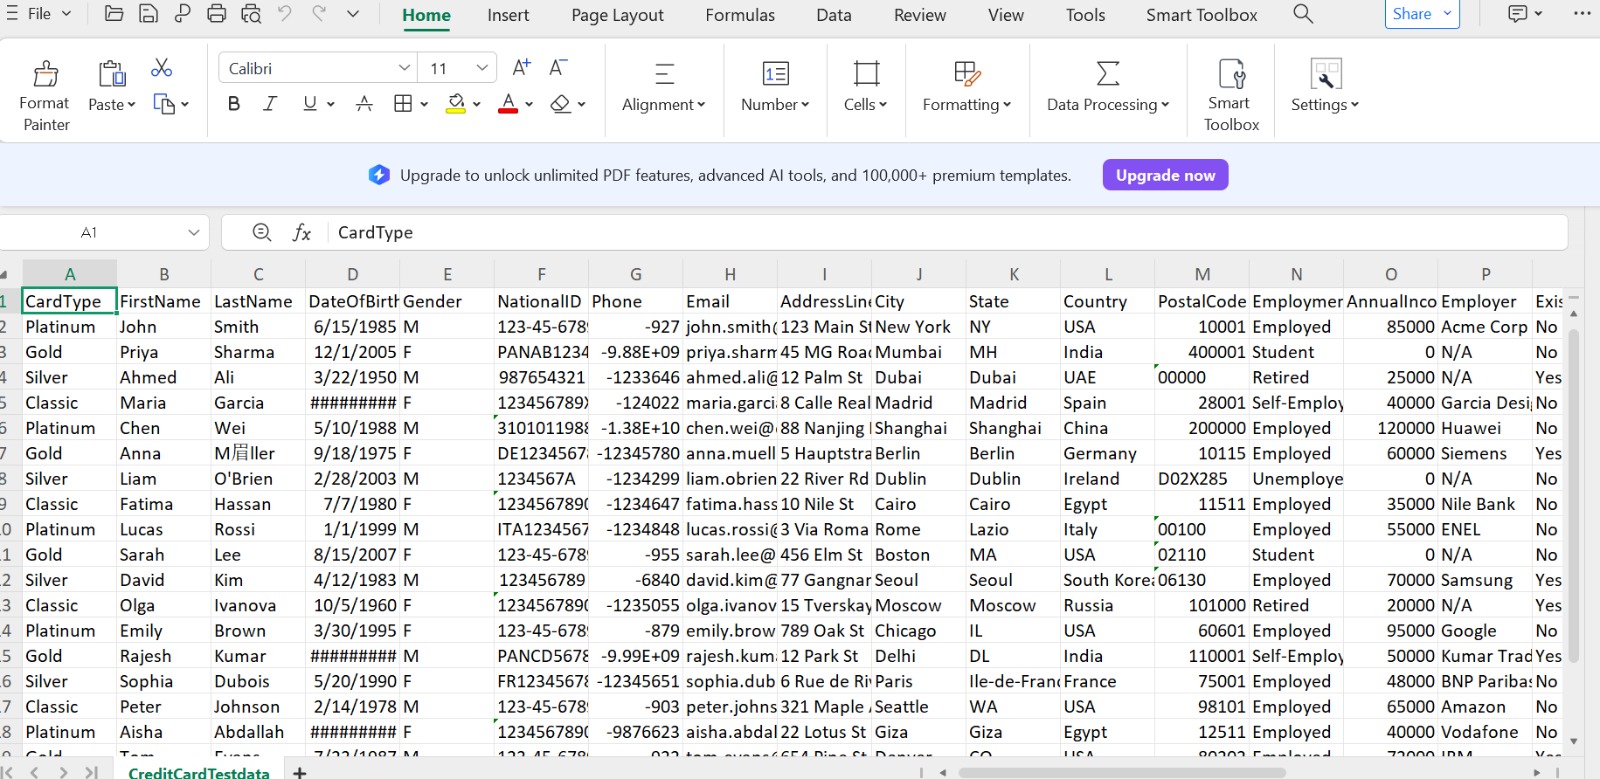 File Home Insert Page Layout Formulas Data Review View Tools Smart Toolbox Share
Calibri 11
Format Painter Paste B I U A A Alignment Number Cells Formatting Data Processing Smart Toolbox Settings
Upgrade to unlock unlimited PDF features, advanced AI tools, and 100,000+ premium templates. Upgrade now
A1 fx CardType
A B C D E F G H I J K L M N O P
1 CardType FirstName LastName DateOfBirth Gender NationalID Phone Email AddressLine City State Country PostalCode Employmen AnnualInco Employer Exis
2 Platinum John Smith 6/15/1985 M 123-45-678 -927 john.smith( 123 Main St New York NY USA 10001 Employed 85000 Acme Corp No
3 Gold Priya Sharma 12/1/2005 F PANAB1234 -9.88E+09 priya.sharm 45 MG Road Mumbai MH India 400001 Student 0 N/A No
4 Silver Ahmed Ali 3/22/1950 M 987654321 -1233646 ahmed.ali@ 12 Palm St Dubai Dubai UAE 00000 Retired 25000 N/A Yes
5 Classic Maria Garcia ######### F 123456789X -124022 maria.garci 8 Calle Real Madrid Madrid Spain 28001 Self-Employ 40000 Garcia Desi No
6 Platinum Chen Wei 5/10/1988 M 3101011988 -1.38E+10 chen.wei@ 88 Nanjing Shanghai Shanghai China 200000 Employed 120000 Huawei No
7 Gold Anna M眉ller 9/18/1975 F DE1234567 -12345780 anna.muell 5 Hauptstra Berlin Berlin Germany 10115 Employed 60000 Siemens Yes
8 Silver Liam O'Brien 2/28/2003 M 1234567A -1234299 liam.obrien 22 River Rd Dublin Dublin Ireland D02X285 Unemploye 0 N/A No
9 Classic Fatima Hassan 7/7/1980 F 1234567890 -1234647 fatima.hass 10 Nile St Cairo Cairo Egypt 11511 Employed 35000 Nile Bank No
10 Platinum Lucas Rossi 1/1/1999 M ITA1234567 -1234848 lucas.rossi@ 3 Via Roma Rome Lazio Italy 00100 Employed 55000 ENEL No
11 Gold Sarah Lee 8/15/2007 F 123-45-678 -955 sarah.lee@ 456 Elm St Boston MA USA 02110 Student 0 N/A No
12 Silver David Kim 4/12/1983 M 123456789 -6840 david.kim@ 77 Gangnar Seoul Seoul South Korea 06130 Employed 70000 Samsung Yes
13 Classic Olga Ivanova 10/5/1960 F 1234567890 -1235055 olga.ivanov 15 Tverskay Moscow Moscow Russia 101000 Retired 20000 N/A Yes
14 Platinum Emily Brown 3/30/1995 F 123-45-678 -879 emily.brow 789 Oak St Chicago IL USA 60601 Employed 95000 Google No
15 Gold Rajesh Kumar ######### M PANCD5678 -9.99E+09 rajesh.kum 12 Park St Delhi DL India 110001 Self-Employ 50000 Kumar Trad Yes
16 Silver Sophia Dubois 5/20/1990 F FR12345678 -12345651 sophia.dub 6 Rue de Ri Paris Ile-de-Franc France 75001 Employed 48000 BNP Paribas No
17 Classic Peter Johnson 2/14/1978 M 123-45-678 -903 peter.johns 321 Maple Seattle WA USA 98101 Employed 65000 Amazon No
18 Platinum Aisha Abdallah ######### F 1234567890 -9876623 aisha.abdal 22 Lotus St Giza Giza Egypt 12511 Employed 40000 Vodafone No
CreditCardTestdata